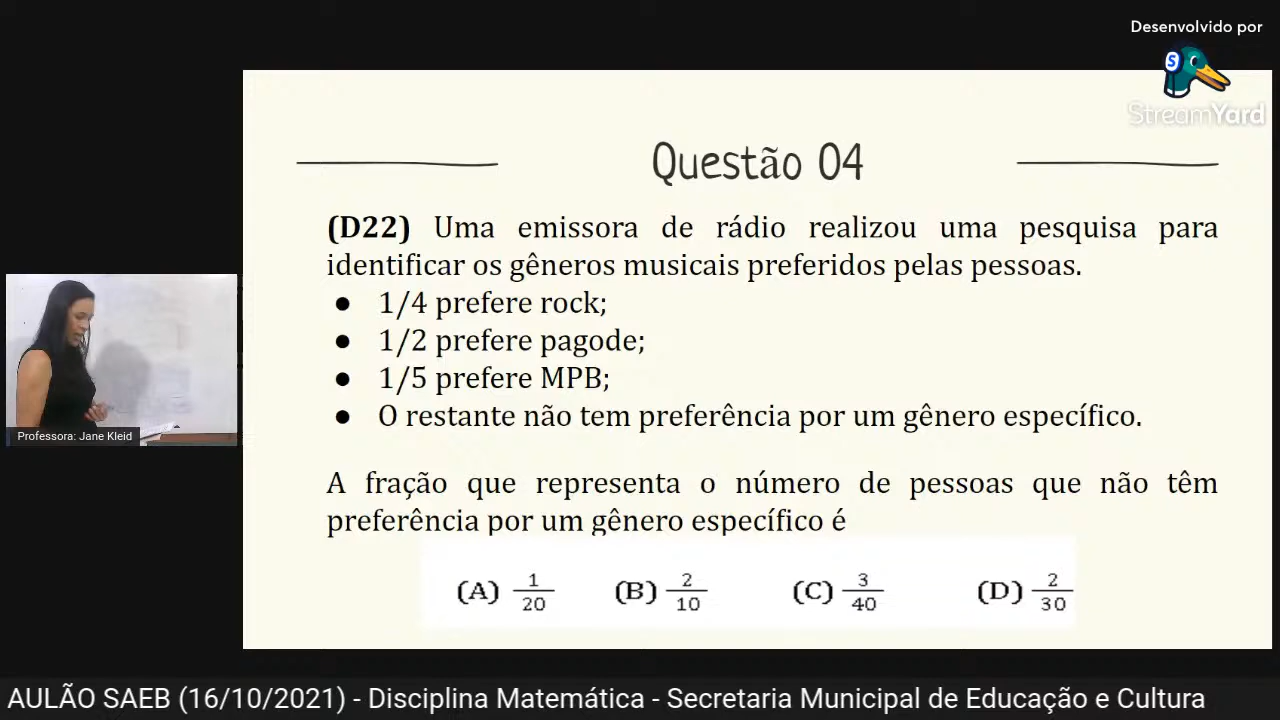 Desenvolvido por
S
StreamYard
Questão 04
(D22) Uma emissora de rádio realizou uma pesquisa para
identificar os gêneros musicais preferidos pelas pessoas.
● 1/4 prefere rock;
● 1/2 prefere pagode;
● 1/5 prefere MPB;
● O restante não tem preferência por um gênero específico.
A fração que representa o número de pessoas que não têm
preferência por um gênero específico é
(A) 1/20 (B) 2/10 (C) 3/40 (D) 2/30
Professora: Jane Kleid
AULÃO SAEB (16/10/2021) - Disciplina Matemática - Secretaria Municipal de Educação e Cultura